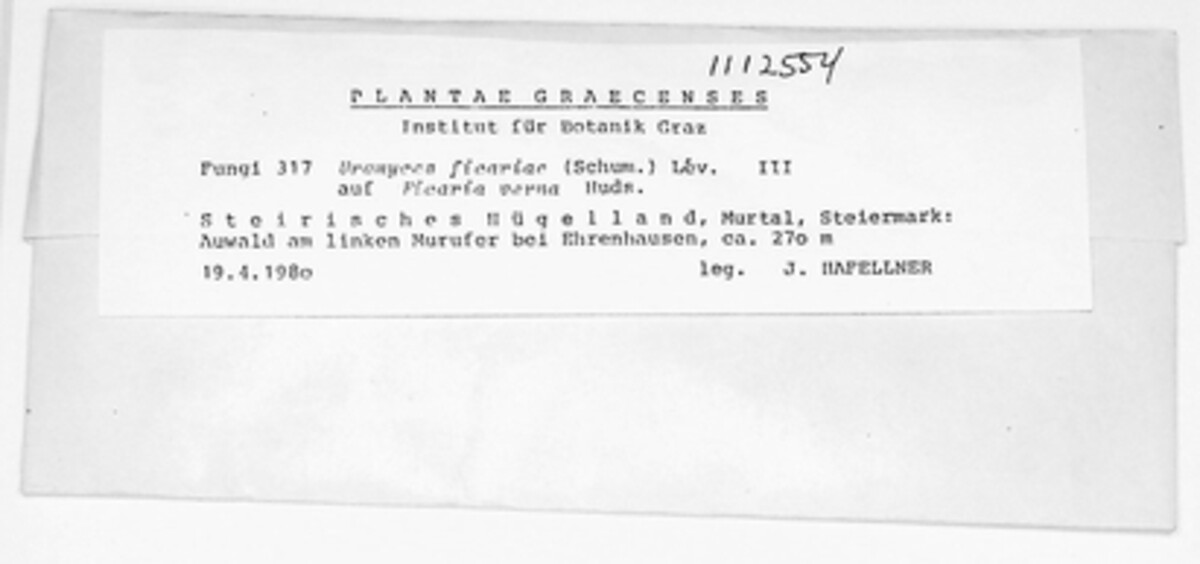 1112554
PLANTAE GRAECENSES
Institut für Botanik Graz
Fungi 317 Uromyces ficariae (Schum.) Lév. III
auf Ficaria verna Huds.
Steirisches Hügelland, Murtal, Steiermark:
Auwald am linken Murufer bei Ehrenhausen, ca. 27o m
19.4.198o leg. J. HAFELLNER